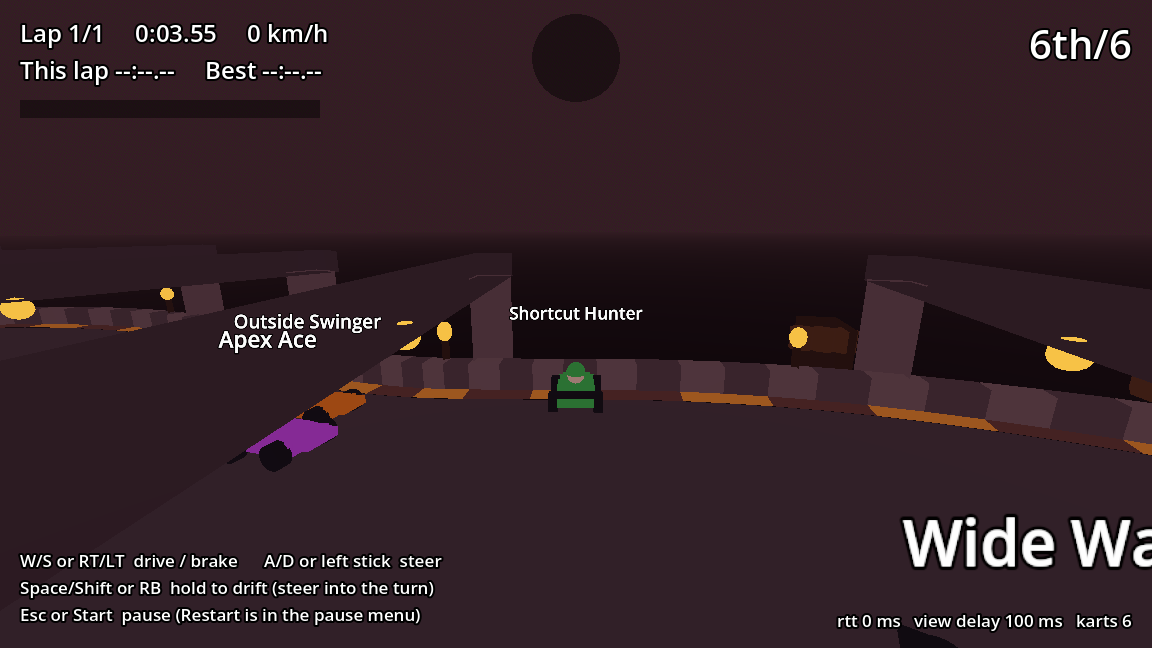 Lap 1/1 0:03.55 0 km/h
6th/6
This lap --:--.-- Best --:--.--
Shortcut Hunter
Outside Swinger
Apex Ace
Wide Wa
W/S or RT/LT drive / brake A/D or left stick steer
Space/Shift or RB hold to drift (steer into the turn)
Esc or Start pause (Restart is in the pause menu)
rtt 0 ms view delay 100 ms karts 6